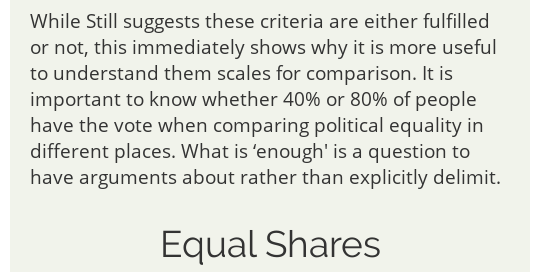 While Still suggests these criteria are either fulfilled
or not, this immediately shows why it is more useful
to understand them scales for comparison. It is
important to know whether 40% or 80% of people
have the vote when comparing political equality in
different places. What is ‘enough' is a question to
have arguments about rather than explicitly delimit.
Equal Shares